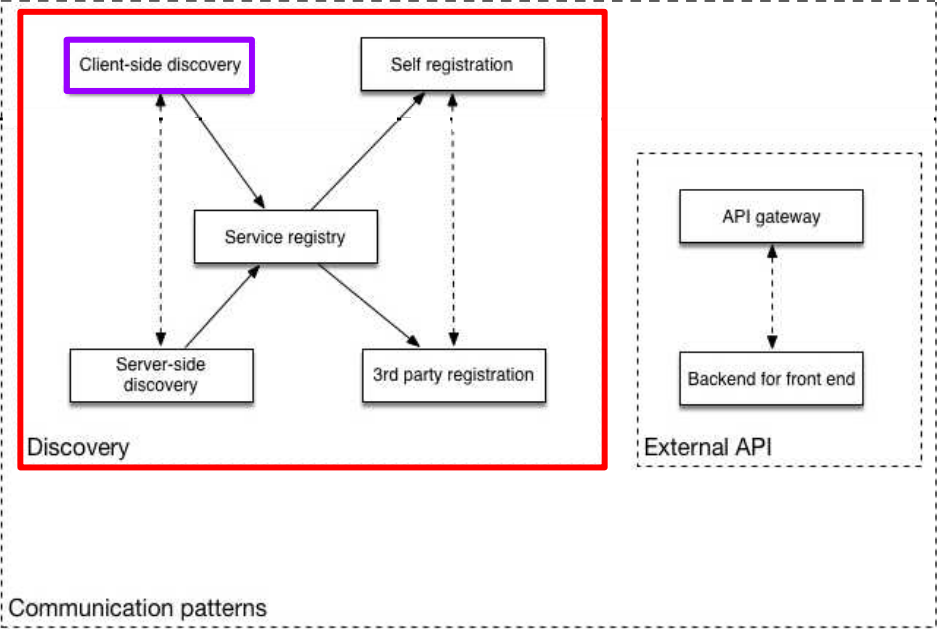 Client-side discovery
Self registration
Service registry
API gateway
Server-side
discovery
3rd party registration
Backend for front end
Discovery
External API
Communication patterns